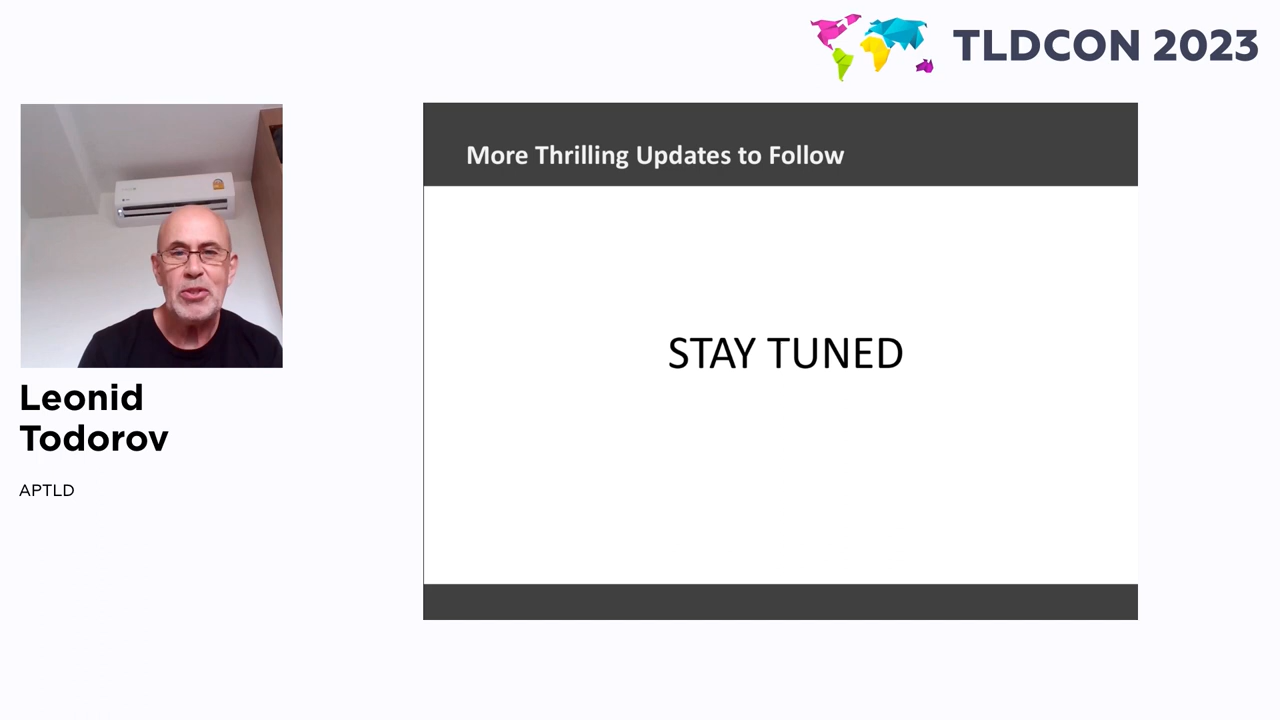 TLDCON 2023
More Thrilling Updates to Follow
STAY TUNED
Leonid
Todorov
APTLD